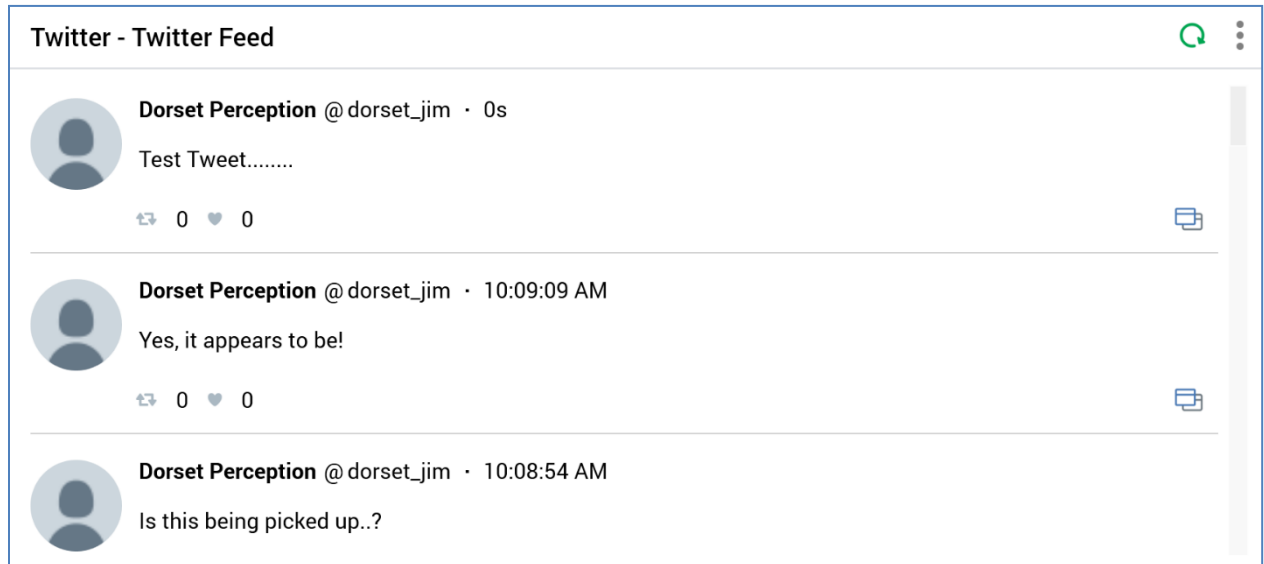 Twitter - Twitter Feed
Dorset Perception @dorset_jim · 0s
Test Tweet........
0 0
Dorset Perception @dorset_jim · 10:09:09 AM
Yes, it appears to be!
0 0
Dorset Perception @dorset_jim · 10:08:54 AM
Is this being picked up..?